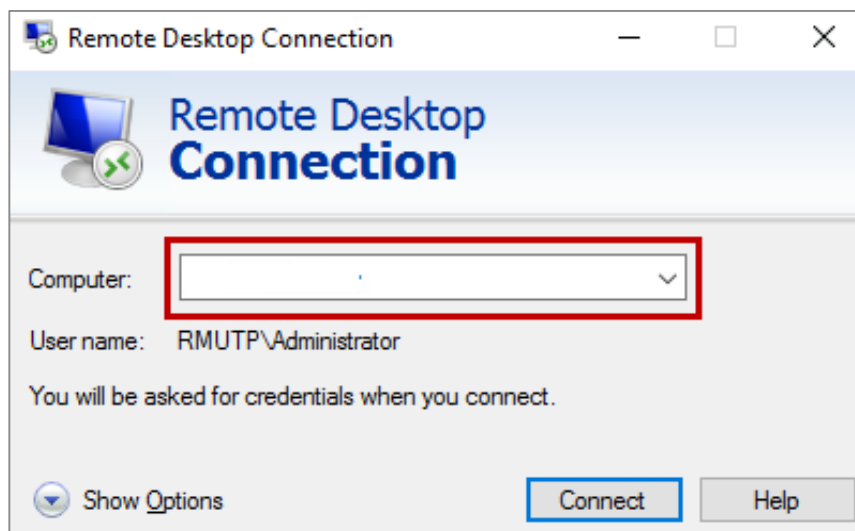 Remote Desktop Connection
Remote Desktop
Connection
Computer:
User name: RMUTP\Administrator
You will be asked for credentials when you connect.
Show Options
Connect
Help